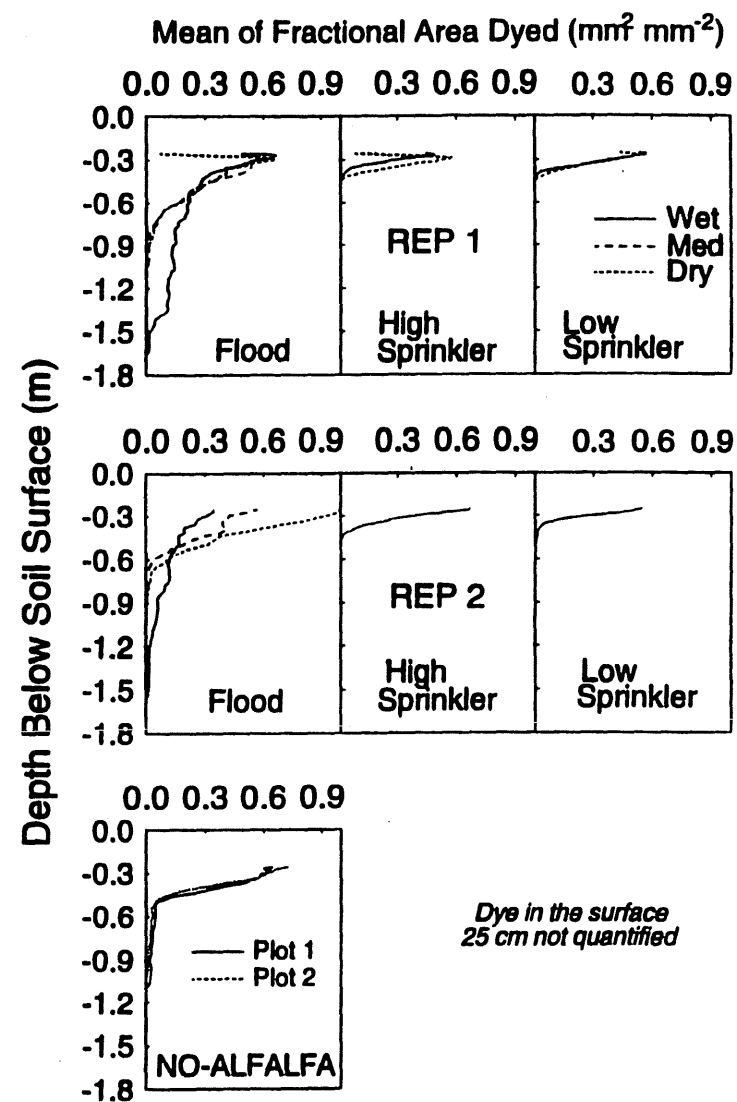 Mean of Fractional Area Dyed (mm² mm⁻²)
0.0 0.3 0.6 0.9 0.3 0.6 0.9 0.3 0.6 0.9
0.0
-0.3
-0.6
-0.9
-1.2
-1.5
-1.8
REP 1
Wet
Med
Dry
Flood
High
Sprinkler
Low
Sprinkler
Depth Below Soil Surface (m)
0.0 0.3 0.6 0.9 0.3 0.6 0.9 0.3 0.6 0.9
0.0
-0.3
-0.6
-0.9
-1.2
-1.5
-1.8
REP 2
Flood
High
Sprinkler
Low
Sprinkler
0.0 0.3 0.6 0.9
0.0
-0.3
-0.6
-0.9
-1.2
-1.5
-1.8
Plot 1
Plot 2
NO-ALFALFA
Dye in the surface
25 cm not quantified